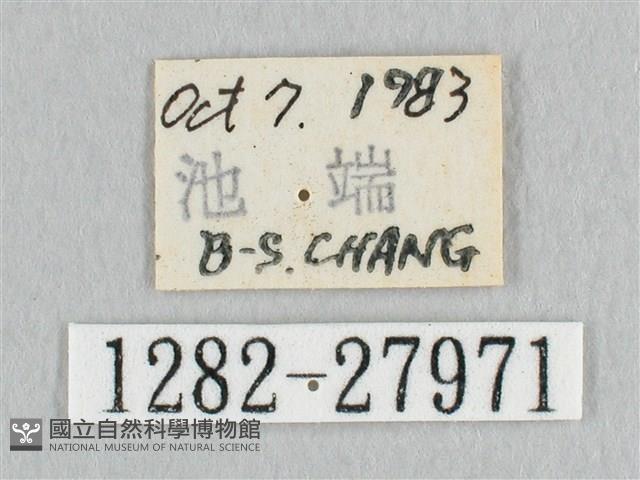 Oct 7. 1983
池 端
B-S. CHANG
1282-27971
國立自然科學博物館
NATIONAL MUSEUM OF NATURAL SCIENCE